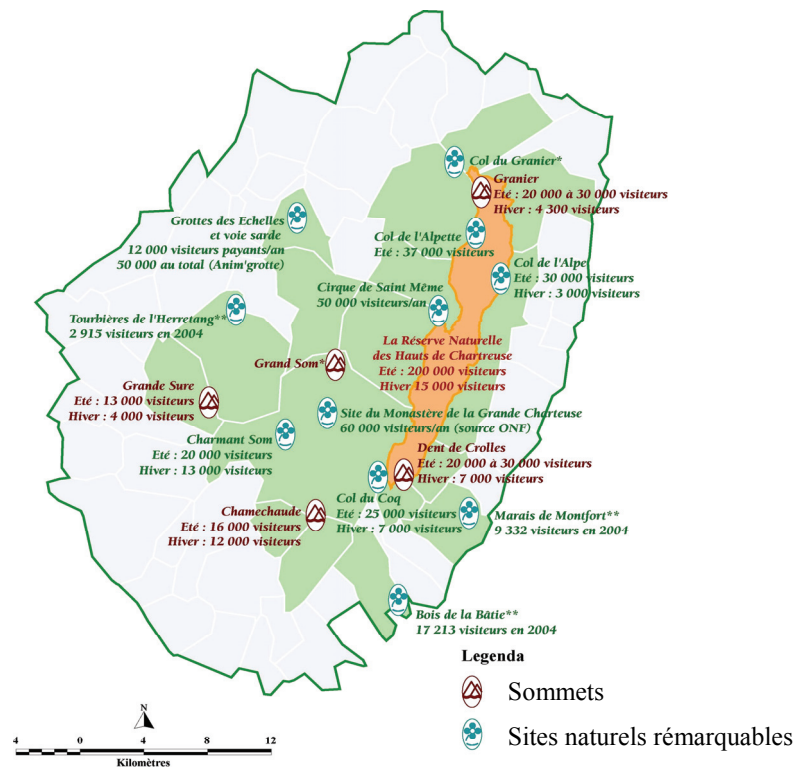 Col du Granier*
Granier
Eté : 20 000 à 30 000 visiteurs
Hiver : 4 300 visiteurs
Grottes des Echelles
et voie sarde
12 000 visiteurs payants/an
50 000 au total (Anim'grotte)
Col de l'Alpette
Eté : 37 000 visiteurs
Col de l'Alpe
Eté : 30 000 visiteurs
Hiver : 3 000 visiteurs
Cirque de Saint Même
50 000 visiteurs/an
Tourbières de l'Herretang**
2 915 visiteurs en 2004
La Réserve Naturelle
des Hauts de Chartreuse
Eté : 200 000 visiteurs
Hiver 15 000 visiteurs
Grand Som*
Grande Sure
Eté : 13 000 visiteurs
Hiver : 4 000 visiteurs
Site du Monastère de la Grande Charteuse
60 000 visiteurs/an (source ONF)
Charmant Som
Eté : 20 000 visiteurs
Hiver : 13 000 visiteurs
Dent de Crolles
Eté : 20 000 à 30 000 visiteurs
Hiver : 7 000 visiteurs
Chamechaude
Eté : 16 000 visiteurs
Hiver : 12 000 visiteurs
Col du Coq
Eté : 25 000 visiteurs
Hiver : 7 000 visiteurs
Marais de Montfort**
9 332 visiteurs en 2004
Bois de la Bâtie**
17 213 visiteurs en 2004
Legenda
Sommets
Sites naturels rémarquables
N
4 0 4 8 12
Kilomètres